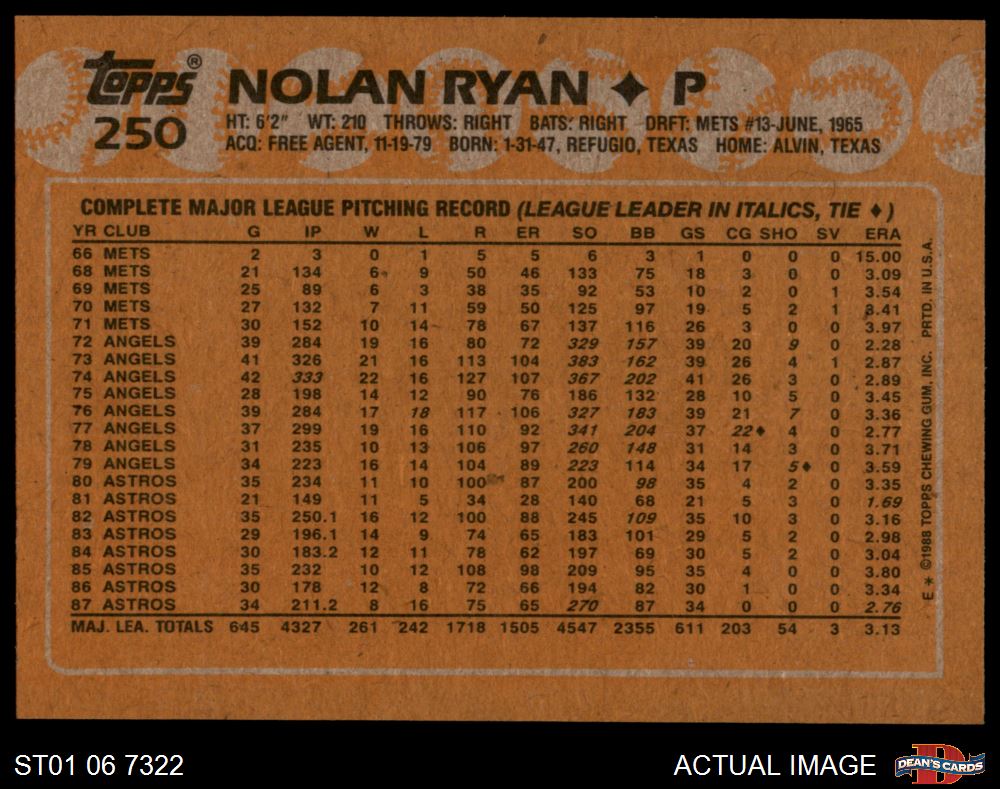 Topps®
NOLAN RYAN ♦ P
250
HT: 6'2" WT: 210 THROWS: RIGHT BATS: RIGHT DRFT: METS #13-JUNE, 1965
ACQ: FREE AGENT, 11-19-79 BORN: 1-31-47, REFUGIO, TEXAS HOME: ALVIN, TEXAS
COMPLETE MAJOR LEAGUE PITCHING RECORD (LEAGUE LEADER IN ITALICS, TIE ♦)
YR CLUB G IP W L R ER SO BB GS CG SHO SV ERA
66 METS 2 3 0 1 5 5 6 3 1 0 0 0 15.00
68 METS 21 134 6 9 50 46 133 75 18 3 0 0 3.09
69 METS 25 89 6 3 38 35 92 53 10 2 0 1 3.54
70 METS 27 132 7 11 59 50 125 97 19 5 2 1 3.41
71 METS 30 152 10 14 78 67 137 116 26 3 0 0 3.97
72 ANGELS 39 284 19 16 80 72 329 157 39 20 9 0 2.28
73 ANGELS 41 326 21 16 113 104 383 162 39 26 4 1 2.87
74 ANGELS 42 333 22 16 127 107 367 202 41 26 3 0 2.89
75 ANGELS 28 198 14 12 90 76 186 132 28 10 5 0 3.45
76 ANGELS 39 284 17 18 117 106 327 183 39 21 7 0 3.36
77 ANGELS 37 299 19 16 110 92 341 204 37 22♦ 4 0 2.77
78 ANGELS 31 235 10 13 106 97 260 148 31 14 3 0 3.71
79 ANGELS 34 223 16 14 104 89 223 114 34 17 5♦ 0 3.59
80 ASTROS 35 234 11 10 100 87 200 98 35 4 2 0 3.35
81 ASTROS 21 149 11 5 34 28 140 68 21 5 3 0 1.69
82 ASTROS 35 250.1 16 12 100 88 245 109 35 10 3 0 3.16
83 ASTROS 29 196.1 14 9 74 65 183 101 29 5 2 0 2.98
84 ASTROS 30 183.2 12 11 78 62 197 69 30 5 2 0 3.04
85 ASTROS 35 232 10 12 108 98 209 95 35 4 0 0 3.80
86 ASTROS 30 178 12 8 72 66 194 82 30 1 0 0 3.34
87 ASTROS 34 211.2 8 16 75 65 270 87 34 0 0 0 2.76
MAJ. LEA. TOTALS 645 4327 261 242 1718 1505 4547 2355 611 203 54 3 3.13
E * ©1988 TOPPS CHEWING GUM, INC. PRTD. IN U.S.A.
ST01 06 7322
ACTUAL IMAGE
D
DEAN'S CARDS